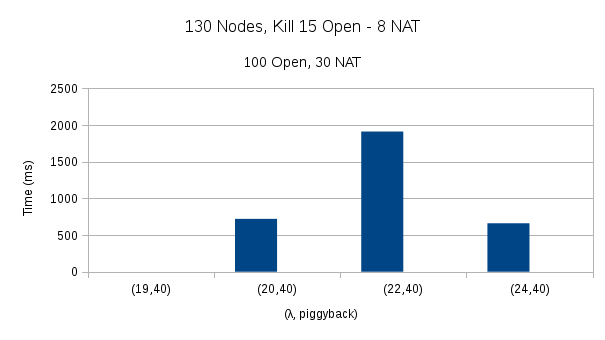 130 Nodes, Kill 15 Open - 8 NAT
100 Open, 30 NAT
2500
2000
1500
1000
500
0
Time (ms)
(19,40) (20,40) (22,40) (24,40)
(λ, piggyback)